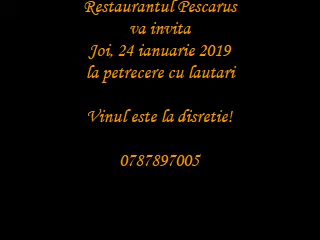 Restaurantul Pescarus
va invita
Joi, 24 ianuarie 2019
la petrecere cu lautari
Vinul este la disretie!
0787897005